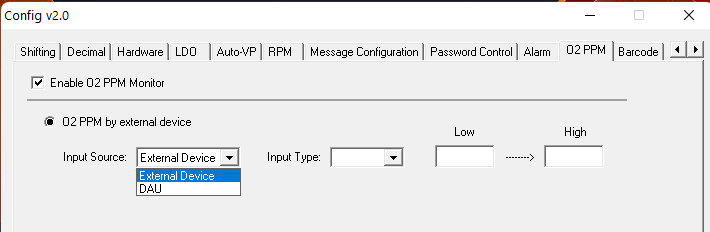 Config v2.0
Shifting Decimal Hardware LDO Auto-VP RPM Message Configuration Password Control Alarm O2 PPM Barcode
Enable O2 PPM Monitor
O2 PPM by external device
Low High
Input Source: External Device Input Type: -------->
External Device
DAU